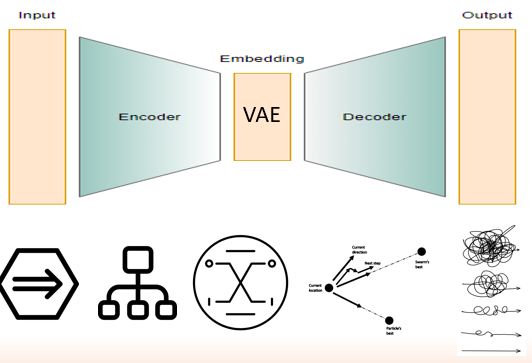 Input
Output
Embedding
Encoder
VAE
Decoder
Current
direction
Next step
Swarm's
best
Current
location
Particle's
best